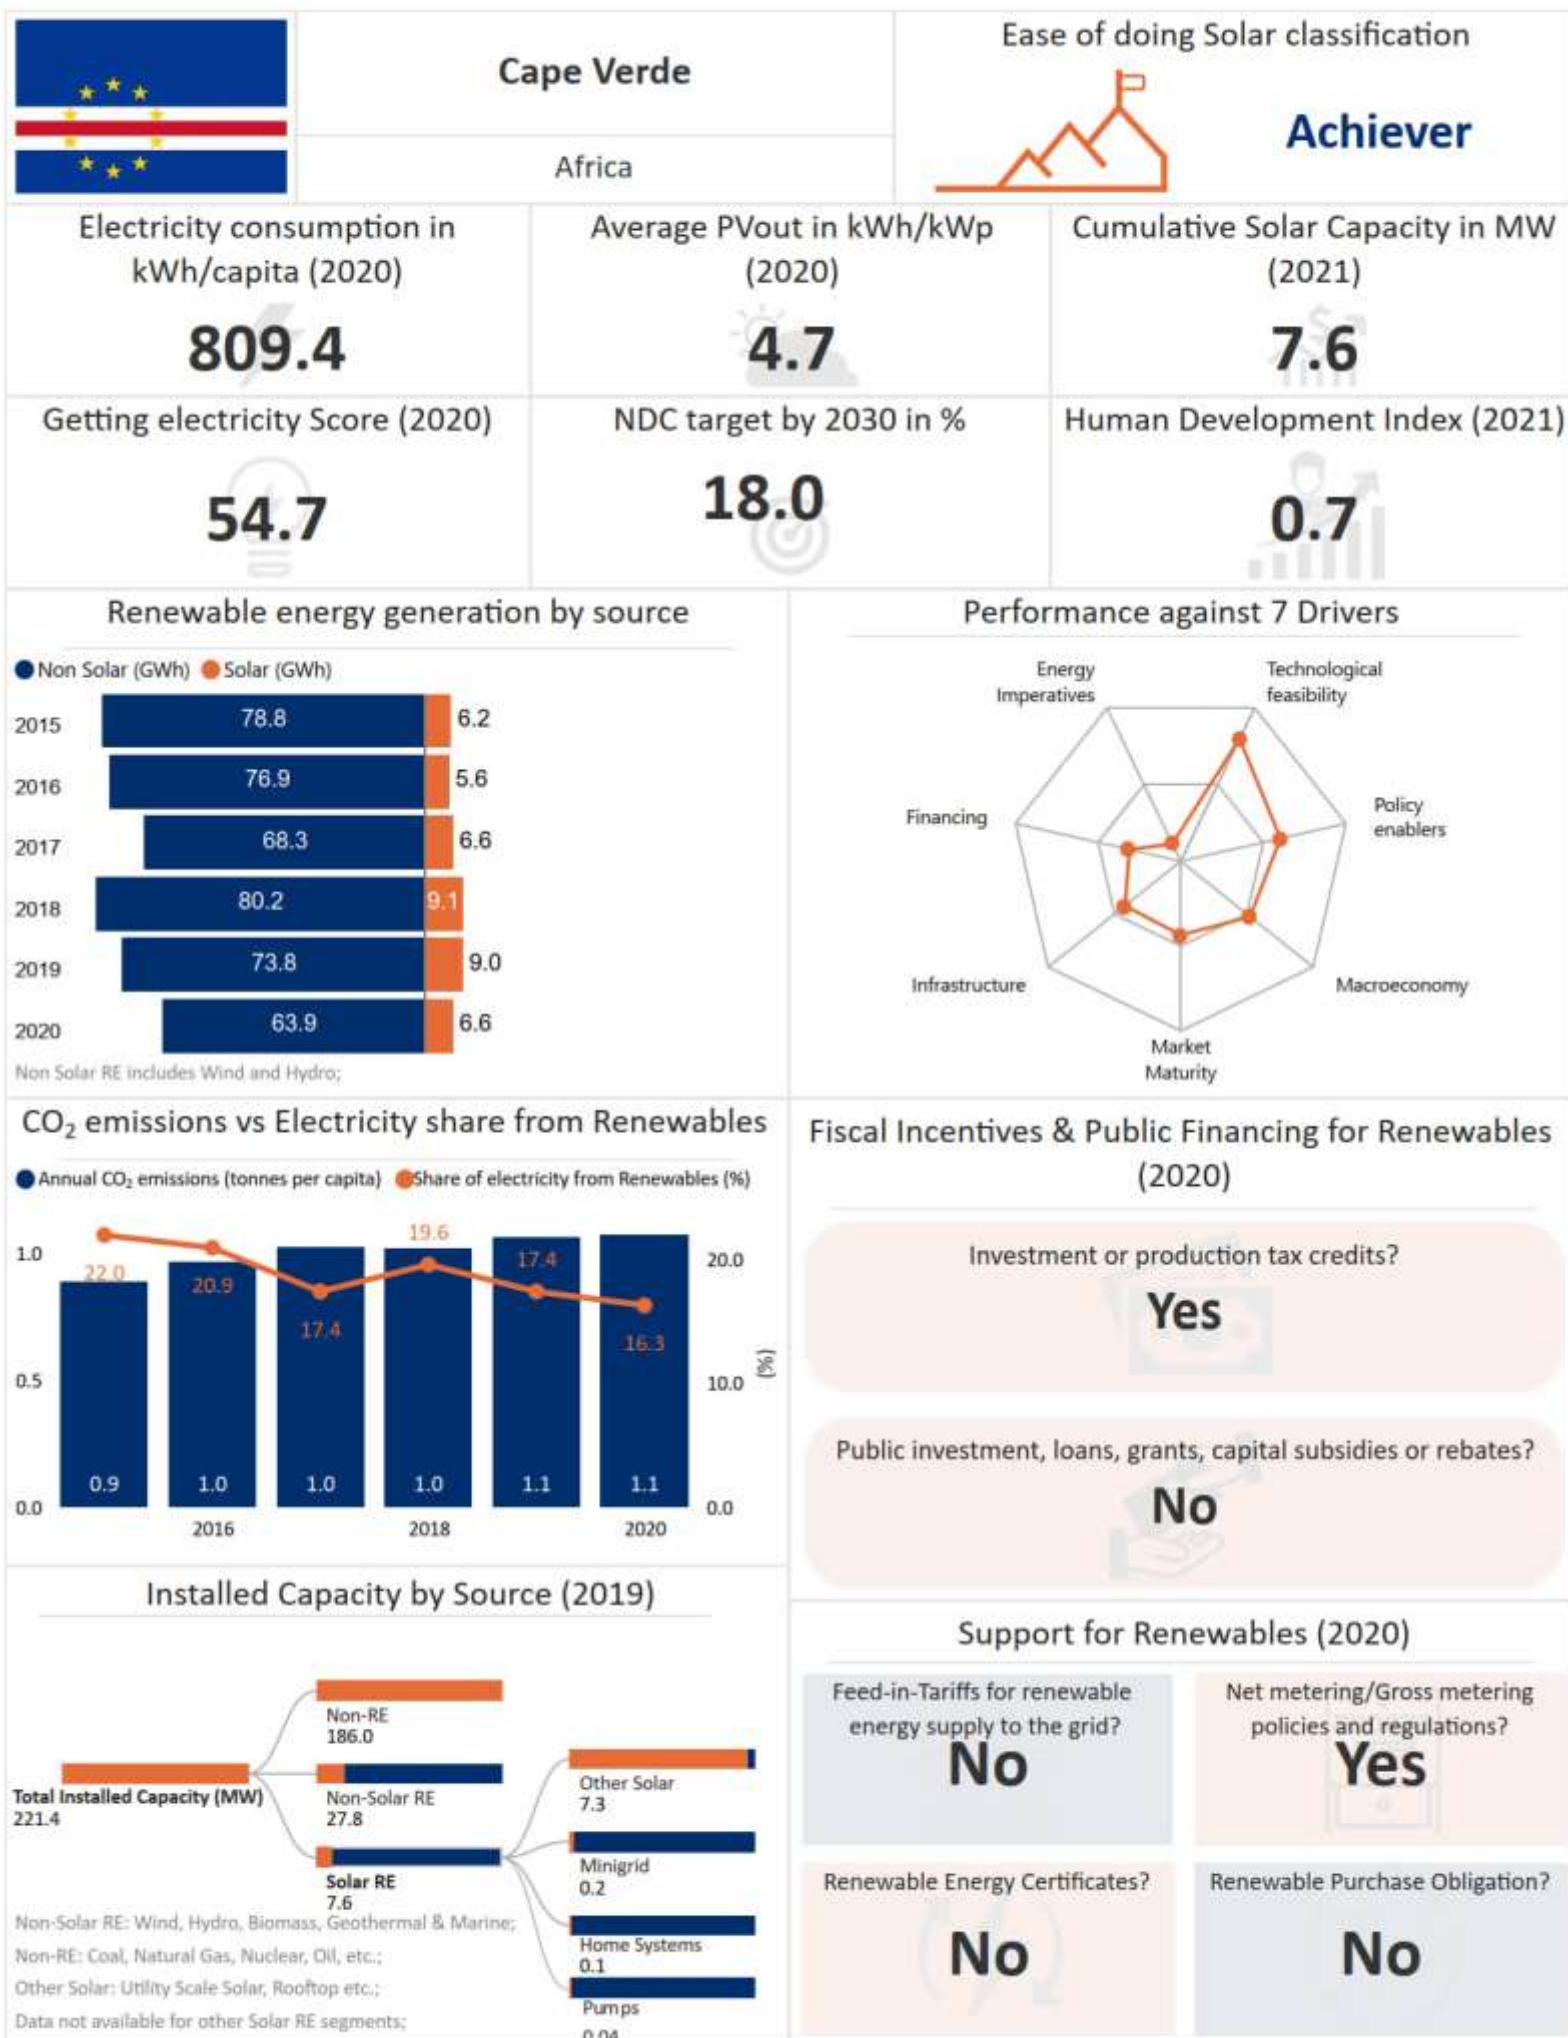 Cape Verde
Africa
Ease of doing Solar classification
Achiever
Electricity consumption in
kWh/capita (2020)
809.4
Average PVout in kWh/kWp
(2020)
4.7
Cumulative Solar Capacity in MW
(2021)
7.6
Getting electricity Score (2020)
54.7
NDC target by 2030 in %
18.0
Human Development Index (2021)
0.7
Renewable energy generation by source
Non Solar (GWh) Solar (GWh)
2015 78.8 6.2
2016 76.9 5.6
2017 68.3 6.6
2018 80.2 9.1
2019 73.8 9.0
2020 63.9 6.6
Non Solar RE includes Wind and Hydro;
Performance against 7 Drivers
Energy
Imperatives
Technological
feasibility
Financing
Policy
enablers
Infrastructure
Macroeconomy
Market
Maturity
CO₂ emissions vs Electricity share from Renewables
Annual CO₂ emissions (tonnes per capita) Share of electricity from Renewables (%)
1.0
0.5
0.0
22.0
20.9
17.4
19.6
17.4
16.3
20.0
10.0
0.0
(%)
0.9 1.0 1.0 1.0 1.1 1.1
2016 2018 2020
Fiscal Incentives & Public Financing for Renewables
(2020)
Investment or production tax credits?
Yes
Public investment, loans, grants, capital subsidies or rebates?
No
Installed Capacity by Source (2019)
Total Installed Capacity (MW)
221.4
Non-RE
186.0
Non-Solar RE
27.8
Solar RE
7.6
Other Solar
7.3
Minigrid
0.2
Home Systems
0.1
Pumps
0.04
Non-Solar RE: Wind, Hydro, Biomass, Geothermal & Marine;
Non-RE: Coal, Natural Gas, Nuclear, Oil, etc.;
Other Solar: Utility Scale Solar, Rooftop etc.;
Data not available for other Solar RE segments;
Support for Renewables (2020)
Feed-in-Tariffs for renewable
energy supply to the grid?
No
Net metering/Gross metering
policies and regulations?
Yes
Renewable Energy Certificates?
No
Renewable Purchase Obligation?
No